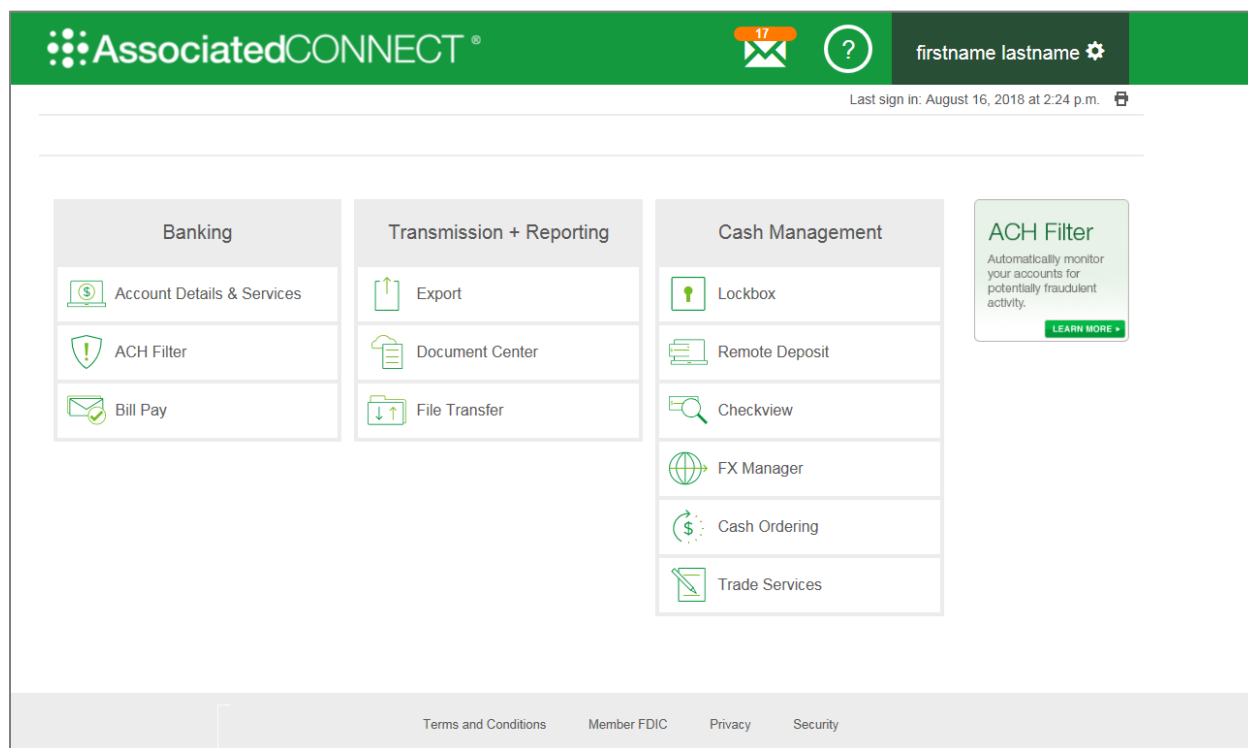 AssociatedCONNECT ®
17
?
firstname lastname
Last sign in: August 16, 2018 at 2:24 p.m.
Banking
Account Details & Services
ACH Filter
Bill Pay
Transmission + Reporting
Export
Document Center
File Transfer
Cash Management
Lockbox
Remote Deposit
Checkview
FX Manager
$ Cash Ordering
Trade Services
ACH Filter
Automatically monitor
your accounts for
potentially fraudulent
activity.
LEARN MORE
Terms and Conditions Member FDIC Privacy Security